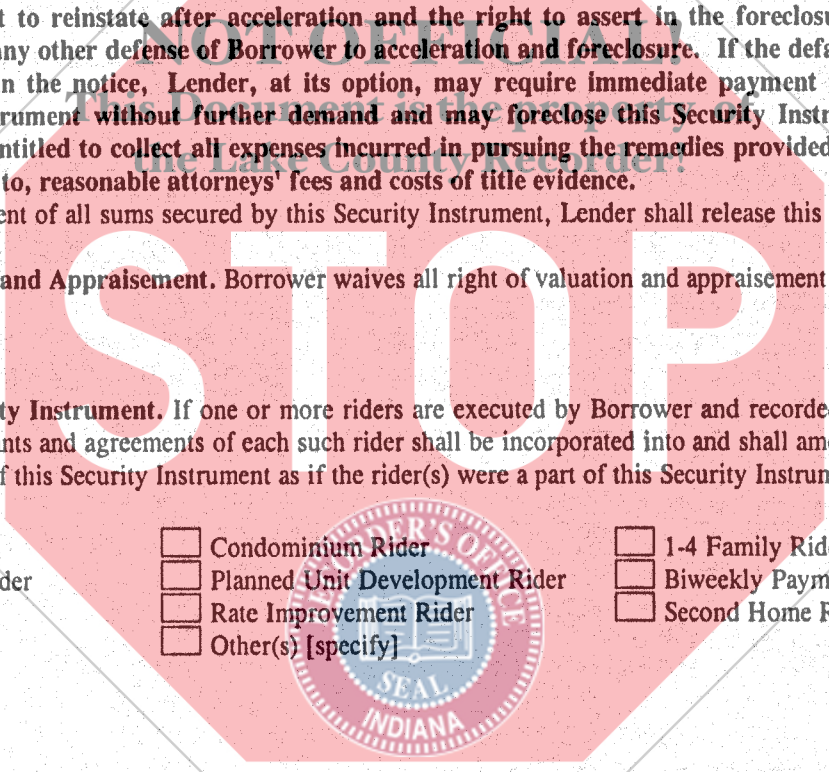 t to reinstate after acceleration and the right to assert in the foreclosu
NOT OFFICIAL!
any other defense of Borrower to acceleration and foreclosure. If the defa
n the notice, Lender, at its option, may require immediate payment
This Document is the property of
rument without further demand and may foreclose this Security Instr
ntitled to collect all expenses incurred in pursuing the remedies provided
the Lake County Recorder!
to, reasonable attorneys' fees and costs of title evidence.
ent of all sums secured by this Security Instrument, Lender shall release this
and Appraisement. Borrower waives all right of valuation and appraisement
STOP
ty Instrument. If one or more riders are executed by Borrower and recorde
nts and agreements of each such rider shall be incorporated into and shall am
f this Security Instrument as if the rider(s) were a part of this Security Instrum
Condominium Rider 1-4 Family Rid
der Planned Unit Development Rider Biweekly Paym
Rate Improvement Rider Second Home R
Other(s) [specify]
RECORDER'S OFFICE
SEAL
INDIANA